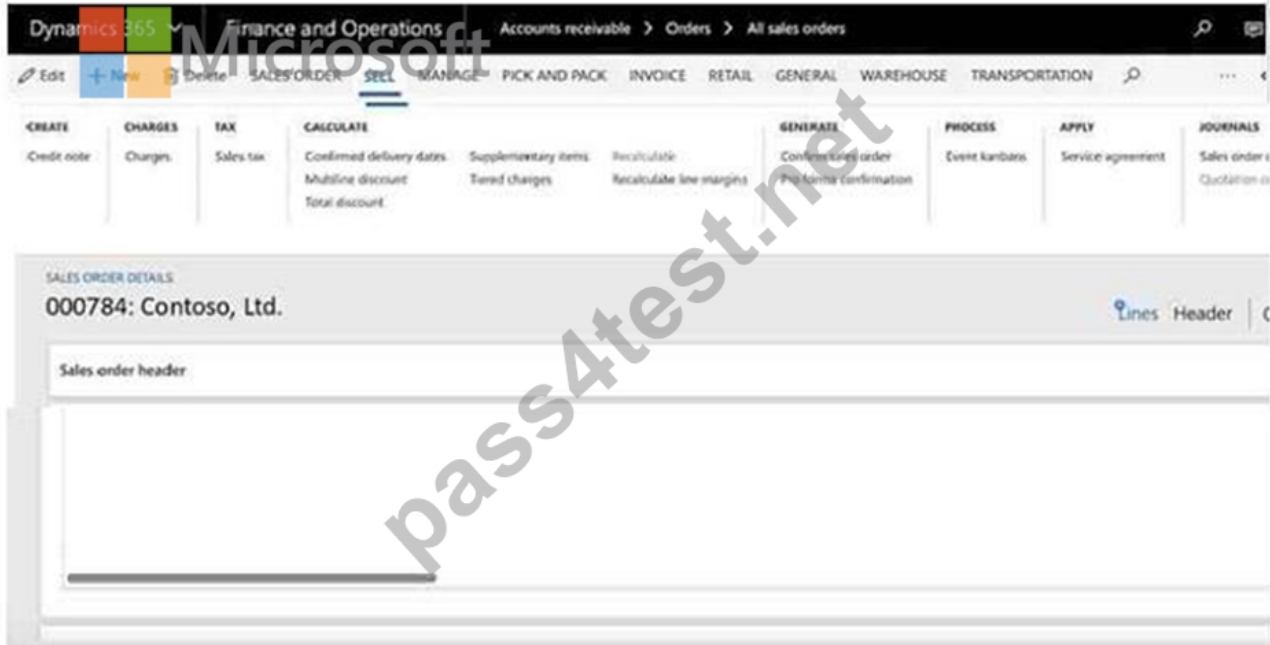 Dynamics 365 Finance and Operations Accounts receivable > Orders > All sales orders
Microsoft
Edit + New Delete SALES ORDER SELL MANAGE PICK AND PACK INVOICE RETAIL GENERAL WAREHOUSE TRANSPORTATION ...
CREATE CHARGES TAX CALCULATE GENERATE PROCESS APPLY JOURNALS
Credit note Charges Sales tax Confirmed delivery dates Supplementary items Recalculate Confirm sales order Event kanbans Service agreement Sales order
Multiline discount Tiered charges Recalculate line margins Pro forma confirmation Quotation
Total discount
SALES ORDER DETAILS
000784: Contoso, Ltd.
Lines Header
Sales order header
pass4test.net